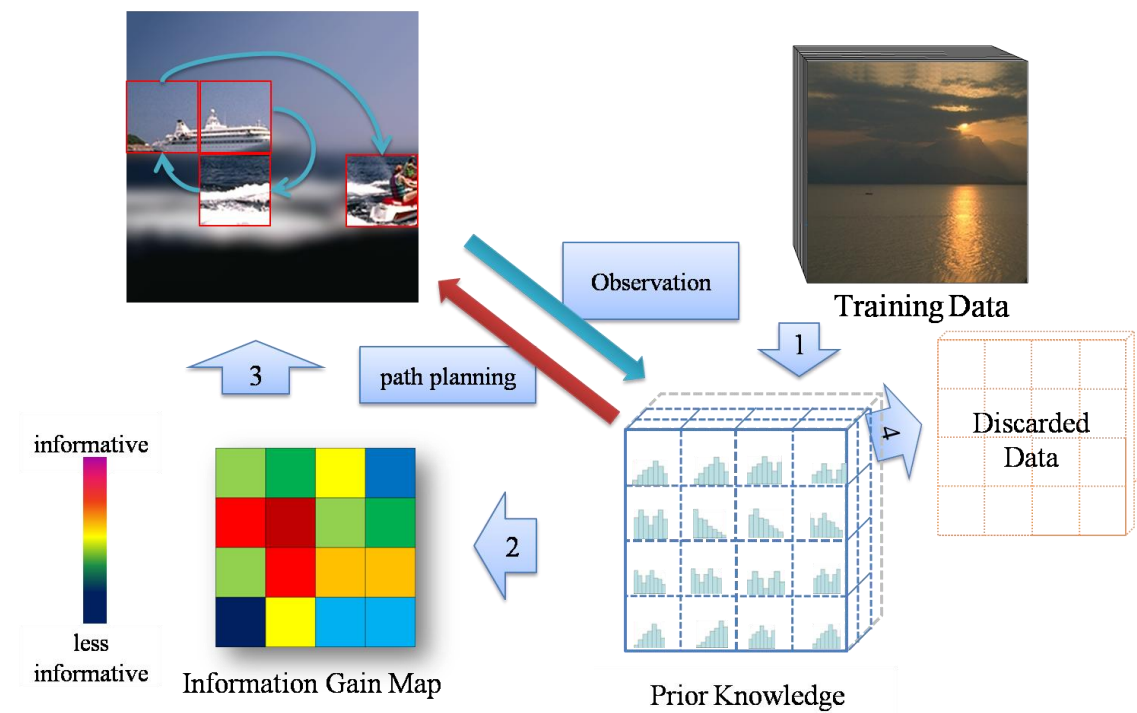 Observation
Training Data
1
3
path planning
4
Discarded
Data
informative
2
less
informative
Information Gain Map
Prior Knowledge